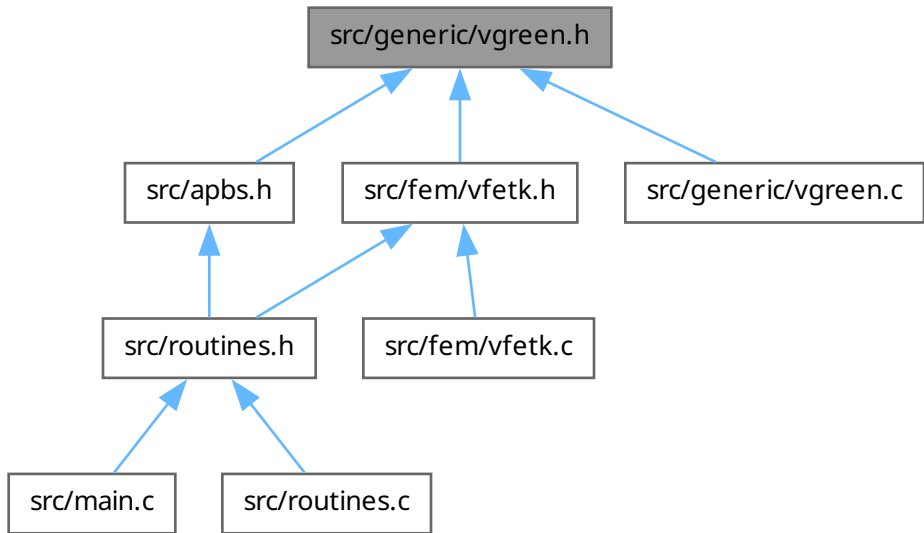 src/generic/vgreen.h
src/apbs.h
src/fem/vfetk.h
src/generic/vgreen.c
src/routines.h
src/fem/vfetk.c
src/main.c
src/routines.c